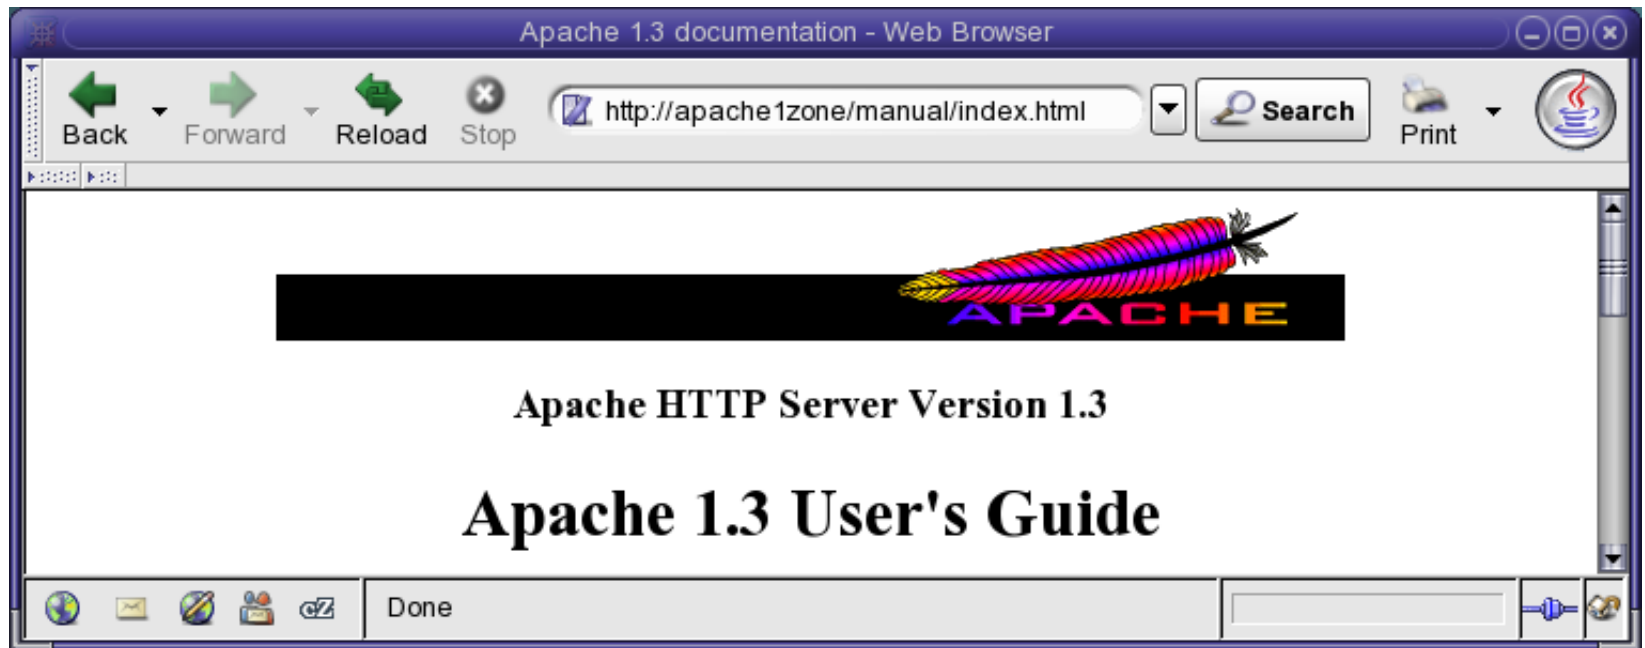 Apache 1.3 documentation - Web Browser
Back
Forward
Reload
Stop
http://apache1zone/manual/index.html
Search
Print
APACHE
Apache HTTP Server Version 1.3
Apache 1.3 User's Guide
cZ
Done